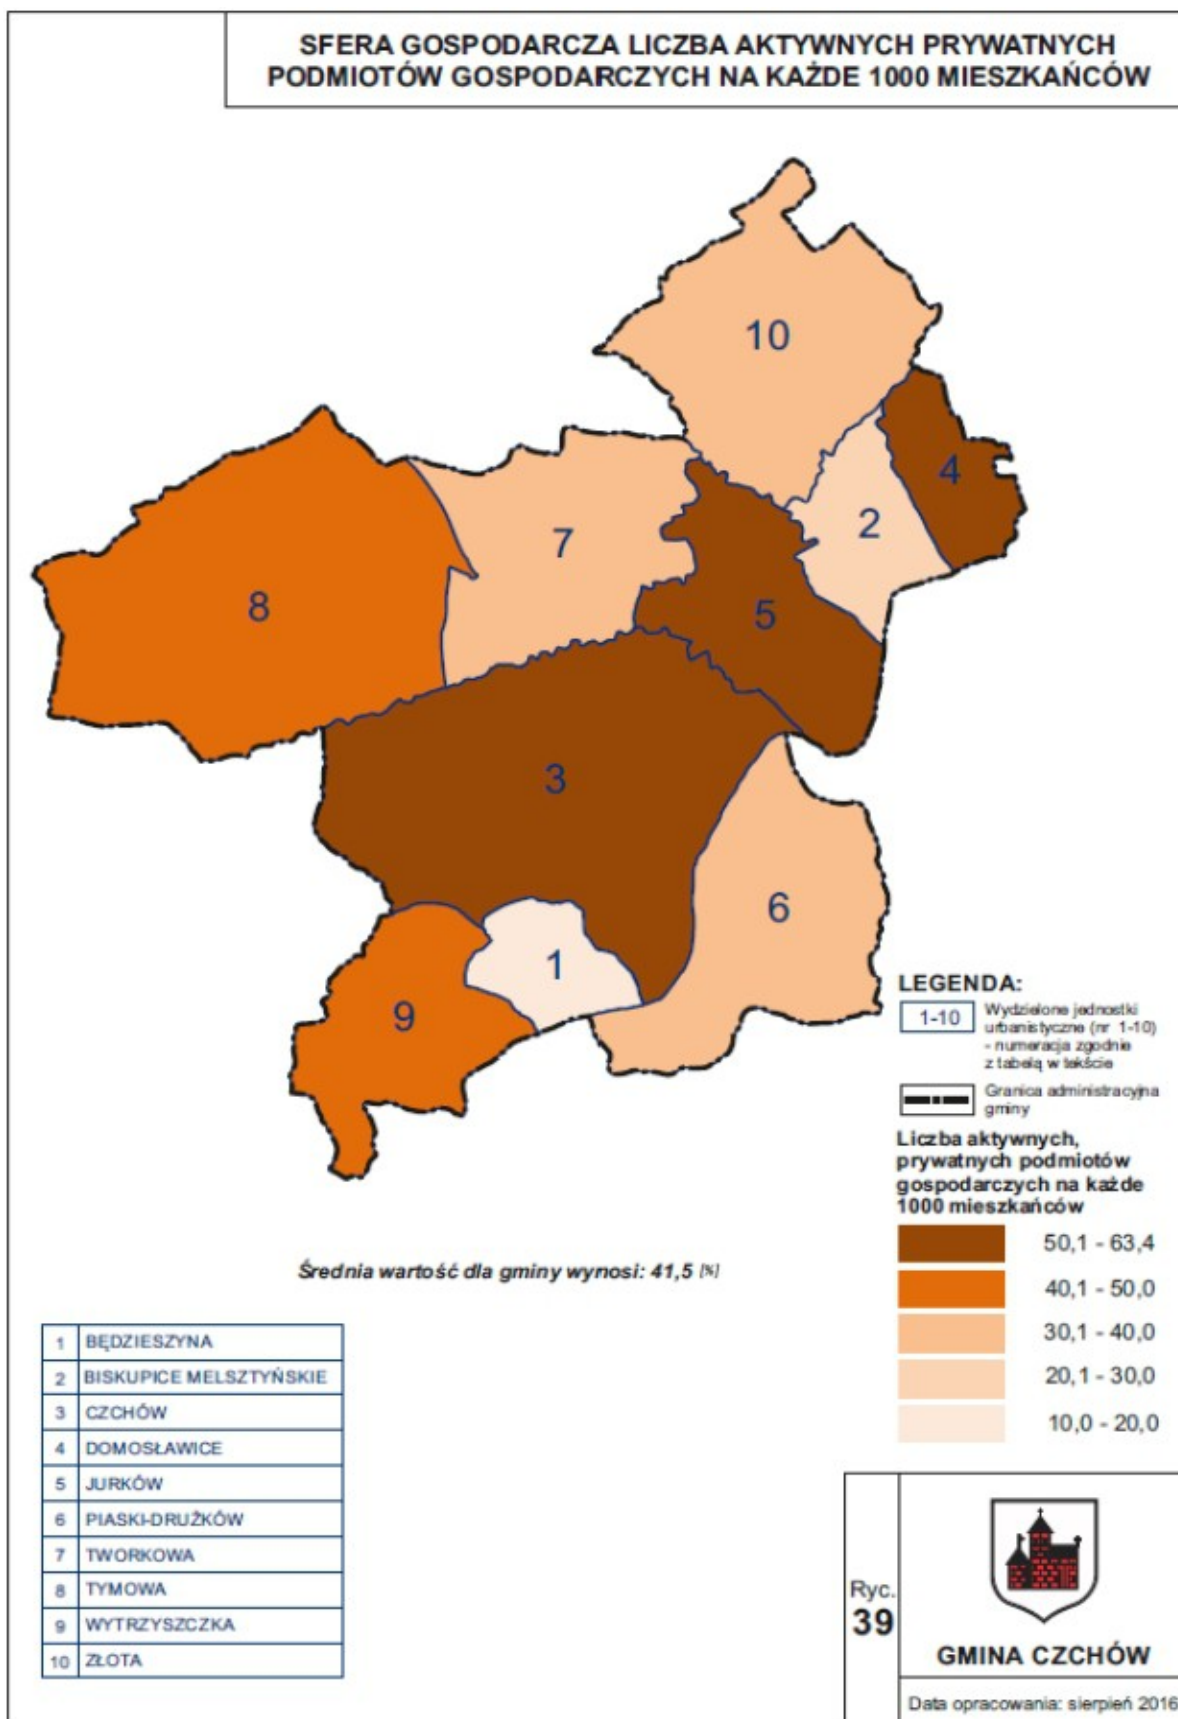 SFERA GOSPODARCZA LICZBA AKTYWNYCH PRYWATNYCH
PODMIOTÓW GOSPODARCZYCH NA KAŻDE 1000 MIESZKAŃCÓW
10
4
2
7
5
8
3
6
1
9
LEGENDA:
1-10
Wydzielone jednostki
urbanistyczne (nr 1-10)
- numeracja zgodnie
z tabelą w tekście
Granica administracyjna
gminy
Liczba aktywnych,
prywatnych podmiotów
gospodarczych na każde
1000 mieszkańców
50,1 - 63,4
40,1 - 50,0
30,1 - 40,0
20,1 - 30,0
10,0 - 20,0
Średnia wartość dla gminy wynosi: 41,5 [%]
1 BĘDZIESZYNA
2 BISKUPICE MELSZTYŃSKIE
3 CZCHÓW
4 DOMOSŁAWICE
5 JURKÓW
6 PIASKI-DRUŻKÓW
7 TWORKOWA
8 TYMOWA
9 WYTRZYSZCZKA
10 ZŁOTA
Ryc.
39
GMINA CZCHÓW
Data opracowania: sierpień 2016